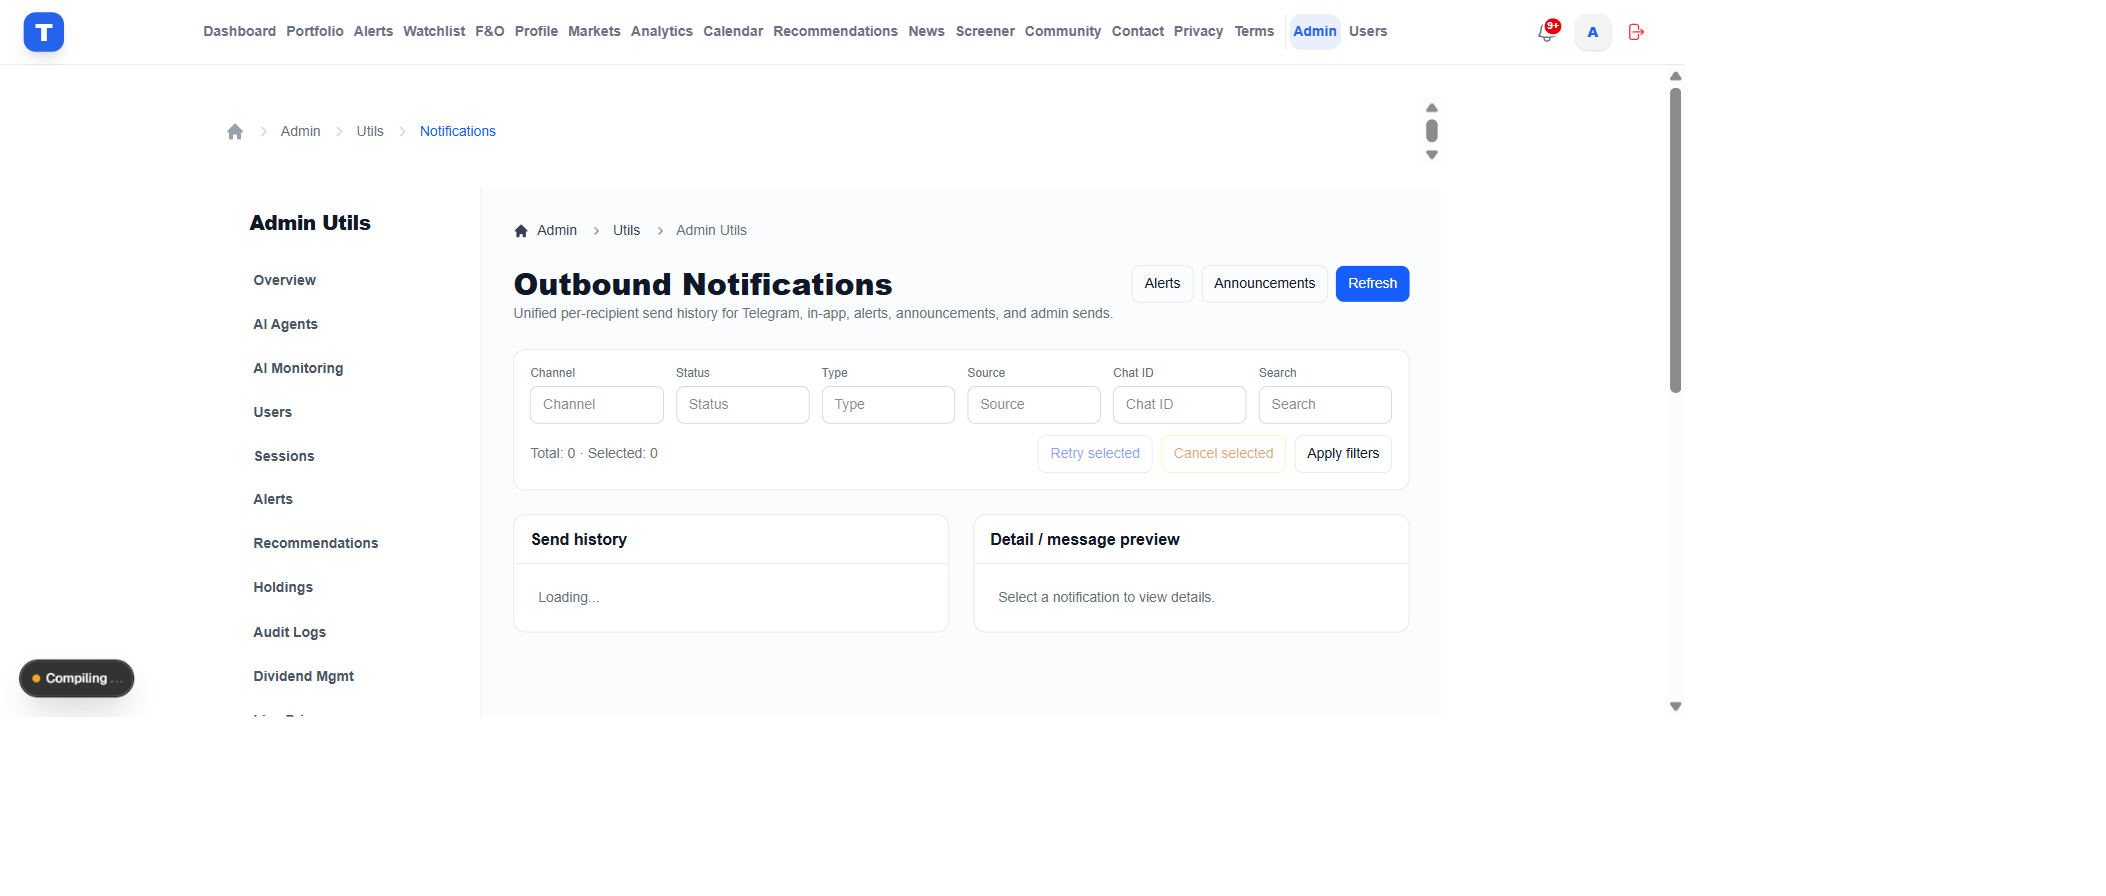 T
Dashboard Portfolio Alerts Watchlist F&O Profile Markets Analytics Calendar Recommendations News Screener Community Contact Privacy Terms Admin Users
9+
A
Admin Utils Notifications
Admin Utils
Overview
AI Agents
AI Monitoring
Users
Sessions
Alerts
Recommendations
Holdings
Audit Logs
Dividend Mgmt
Admin Utils Admin Utils
Outbound Notifications
Unified per-recipient send history for Telegram, in-app, alerts, announcements, and admin sends.
Alerts Announcements Refresh
Channel Status Type Source Chat ID Search
Channel Status Type Source Chat ID Search
Total: 0 · Selected: 0
Retry selected Cancel selected Apply filters
Send history
Loading...
Detail / message preview
Select a notification to view details.
Compiling ...